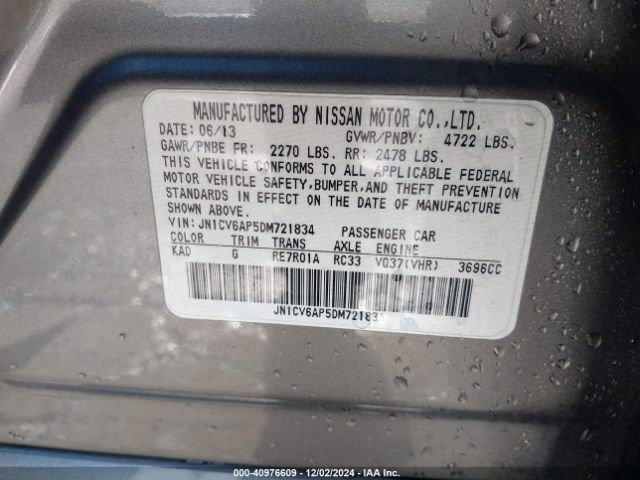 MANUFACTURED BY NISSAN MOTOR CO.,LTD.
DATE: 06/13 GVWR/PNBV: 4722 LBS.
GAWR/PNBE FR: 2270 LBS. RR: 2478 LBS.
THIS VEHICLE CONFORMS TO ALL APPLICABLE FEDERAL
MOTOR VEHICLE SAFETY,BUMPER,AND THEFT PREVENTION
STANDARDS IN EFFECT ON THE DATE OF MANUFACTURE
SHOWN ABOVE.
VIN: JN1CV6AP5DM721834 PASSENGER CAR
COLOR TRIM TRANS AXLE ENGINE
KAD G RE7R01A RC33 VQ37(VHR) 3696CC
JN1CV6AP5DM72183
00-40976609 - 12/02/2024 - IAA Inc.